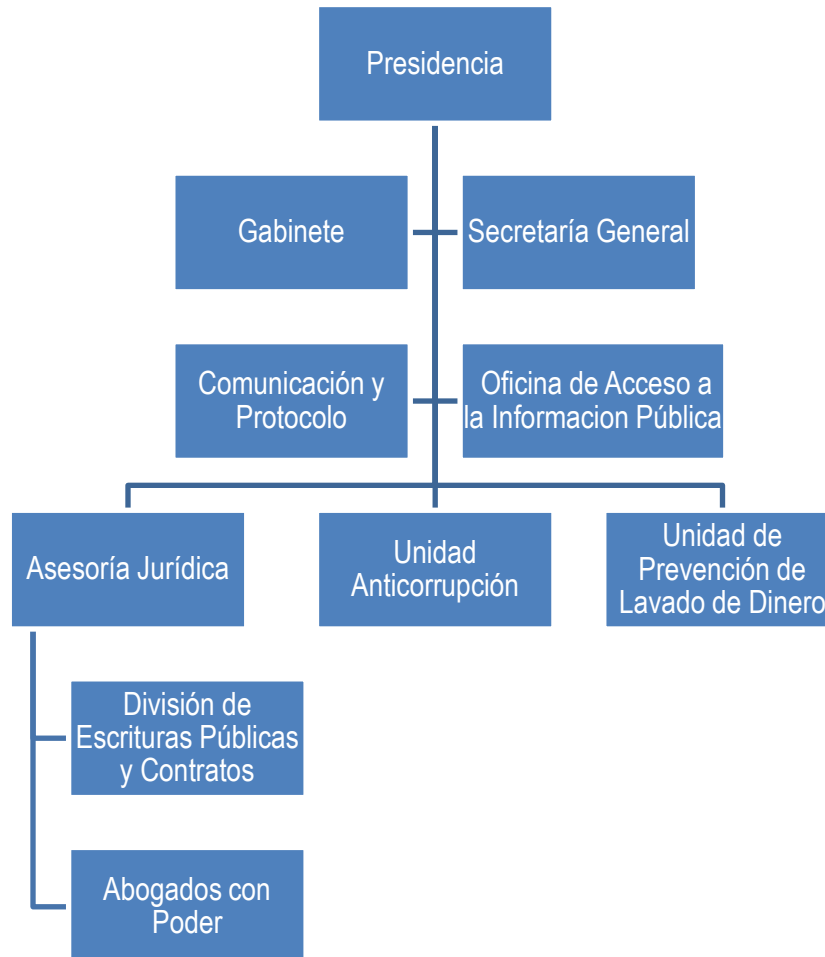 Presidencia
Gabinete
Secretaría General
Comunicación y
Protocolo
Oficina de Acceso a
la Informacion Pública
Asesoría Jurídica
Unidad
Anticorrupción
Unidad de
Prevención de
Lavado de Dinero
División de
Escrituras Públicas
y Contratos
Abogados con
Poder